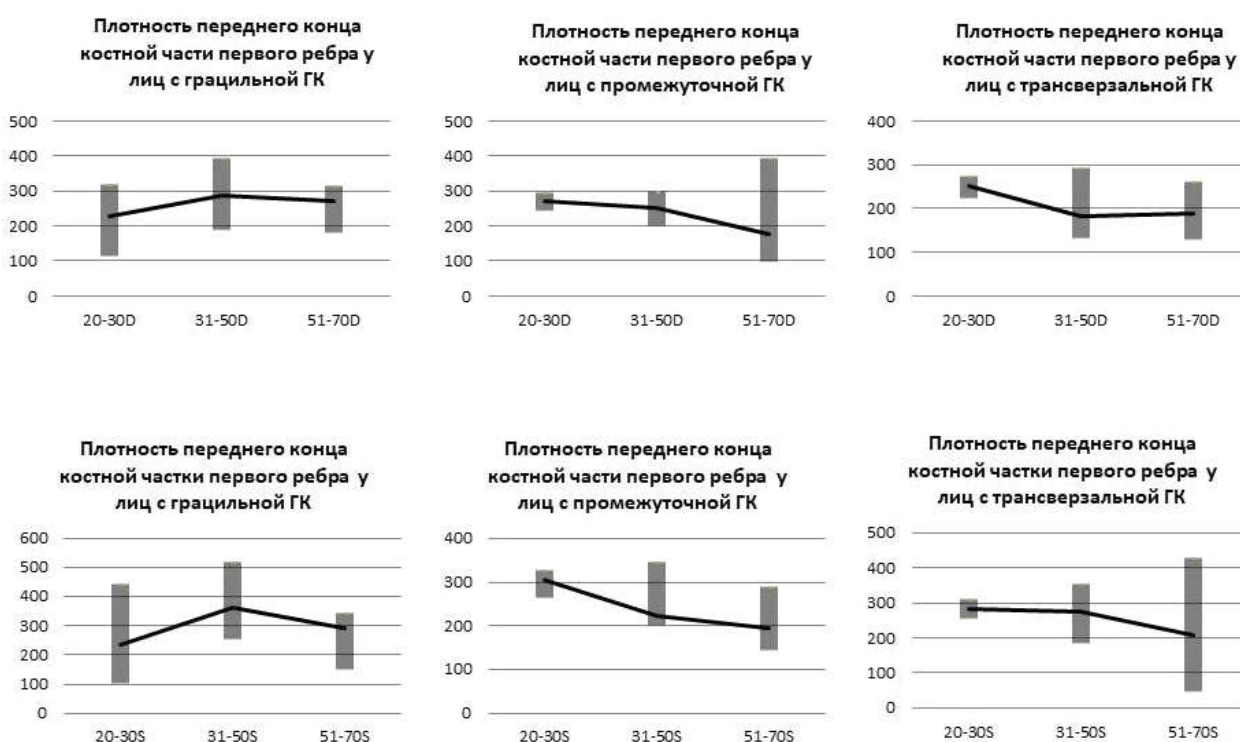 Плотность переднего конца
костной части первого ребра у
лиц с грацильной ГК
500
400
300
200
100
0
20-30D 31-50D 51-70D
Плотность переднего конца
костной части первого ребра у
лиц с промежуточной ГК
500
400
300
200
100
0
20-30D 31-50D 51-70D
Плотность переднего конца
костной части первого ребра у
лиц с трансверзальной ГК
400
300
200
100
0
20-30D 31-50D 51-70D
Плотность переднего конца
костной частки первого ребра у
лиц с грацильной ГК
600
500
400
300
200
100
0
20-30S 31-50S 51-70S
Плотность переднего конца
костной части первого ребра у
лиц с промежуточной ГК
400
300
200
100
0
20-30S 31-50S 51-70S
Плотность переднего конца
костной частки первого ребра у
лиц с трансверзальной ГК
500
400
300
200
100
0
20-30S 31-50S 51-70S